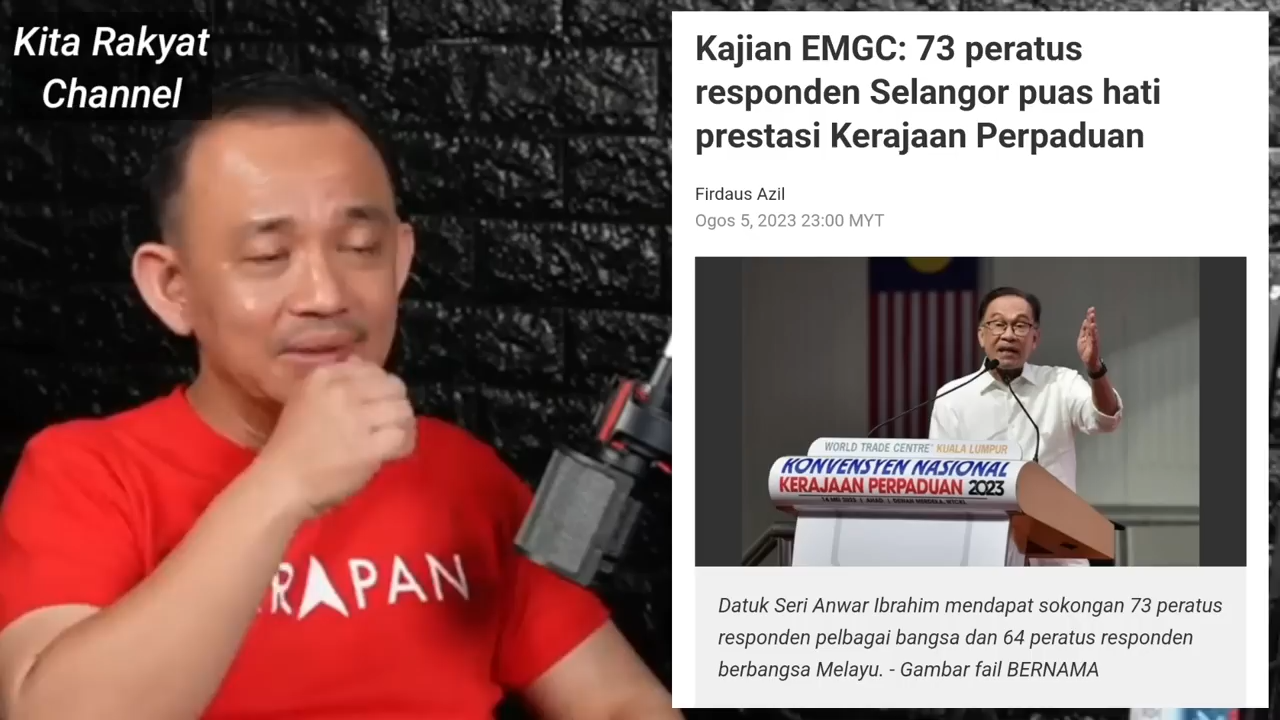 Kita Rakyat
Channel
Kajian EMGC: 73 peratus
responden Selangor puas hati
prestasi Kerajaan Perpaduan
Firdaus Azil
Ogos 5, 2023 23:00 MYT
WORLD TRADE CENTRE KUALA LUMPUR
KONVENSYEN NASIONAL
KERAJAAN PERPADUAN 2023
RAPAN
Datuk Seri Anwar Ibrahim mendapat sokongan 73 peratus
responden pelbagai bangsa dan 64 peratus responden
berbangsa Melayu. - Gambar fail BERNAMA